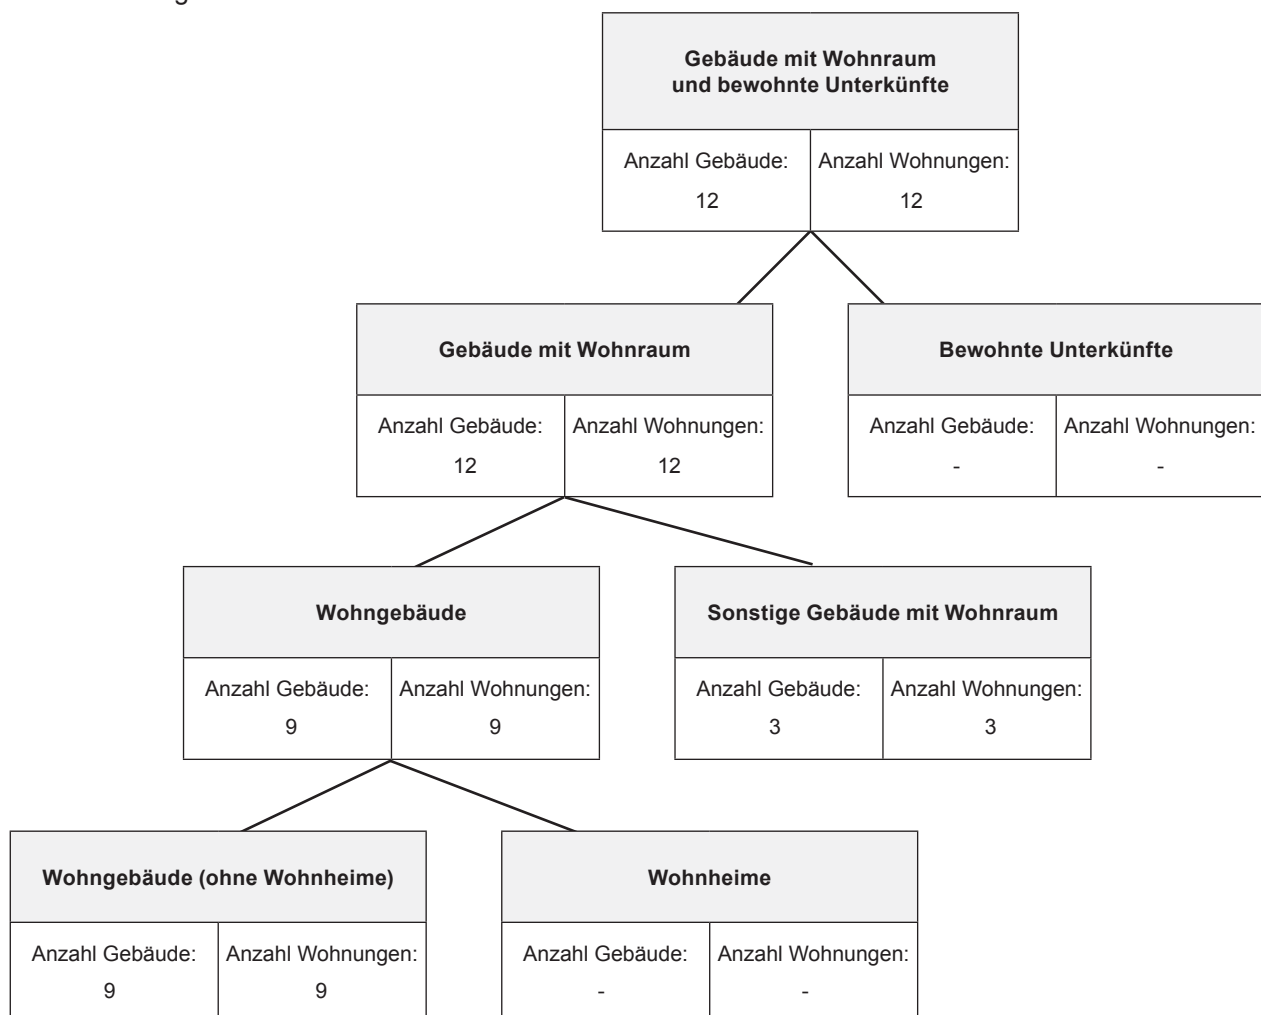 Gebäude mit Wohnraum
und bewohnte Unterkünfte
Anzahl Gebäude: Anzahl Wohnungen:
12 12
Gebäude mit Wohnraum
Anzahl Gebäude: Anzahl Wohnungen:
12 12
Bewohnte Unterkünfte
Anzahl Gebäude: Anzahl Wohnungen:
- -
Wohngebäude
Anzahl Gebäude: Anzahl Wohnungen:
9 9
Sonstige Gebäude mit Wohnraum
Anzahl Gebäude: Anzahl Wohnungen:
3 3
Wohngebäude (ohne Wohnheime)
Anzahl Gebäude: Anzahl Wohnungen:
9 9
Wohnheime
Anzahl Gebäude: Anzahl Wohnungen:
- -